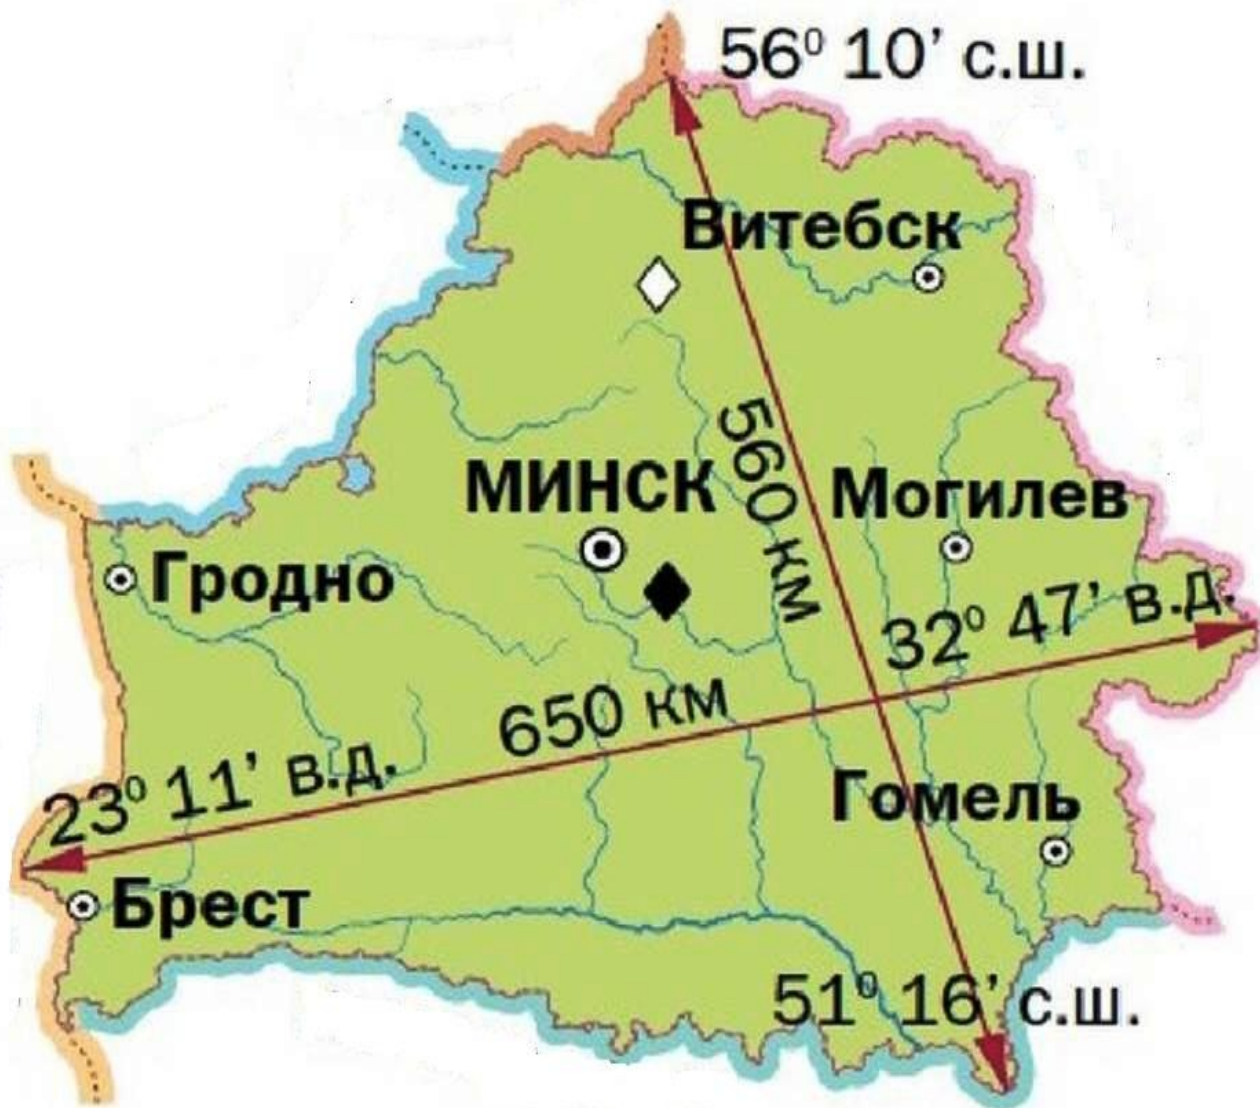 56⁰ 10’ с.ш.
Витебск
560 км
МИНСК
Могилев
Гродно
32⁰ 47’ в.д.
650 км
23⁰ 11’ в.д.
Гомель
Брест
51⁰ 16’ с.ш.